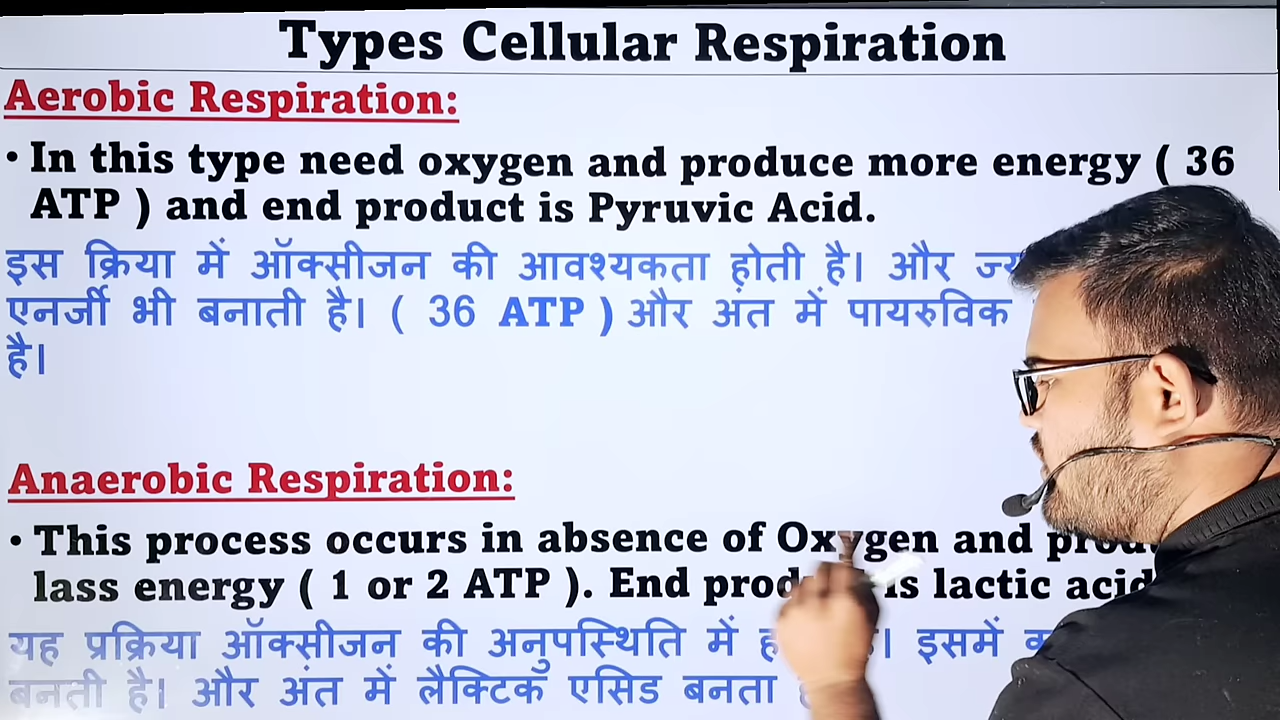 Types Cellular Respiration
Aerobic Respiration:
• In this type need oxygen and produce more energy ( 36
ATP ) and end product is Pyruvic Acid.
इस क्रिया में ऑक्सीजन की आवश्यकता होती है। और
एनर्जी भी बनाती है। ( 36 ATP ) और अंत में पायरुविक
है।
Anaerobic Respiration:
• This process occurs in absence of Oxygen and
lass energy ( 1 or 2 ATP ). End is lactic acid
यह प्रक्रिया ऑक्सीजन की अनुपस्थिति में इसमें
बनती है। और अंत में लैक्टिक एसिड बनता